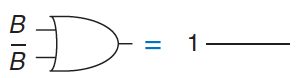 B = 1
B̅